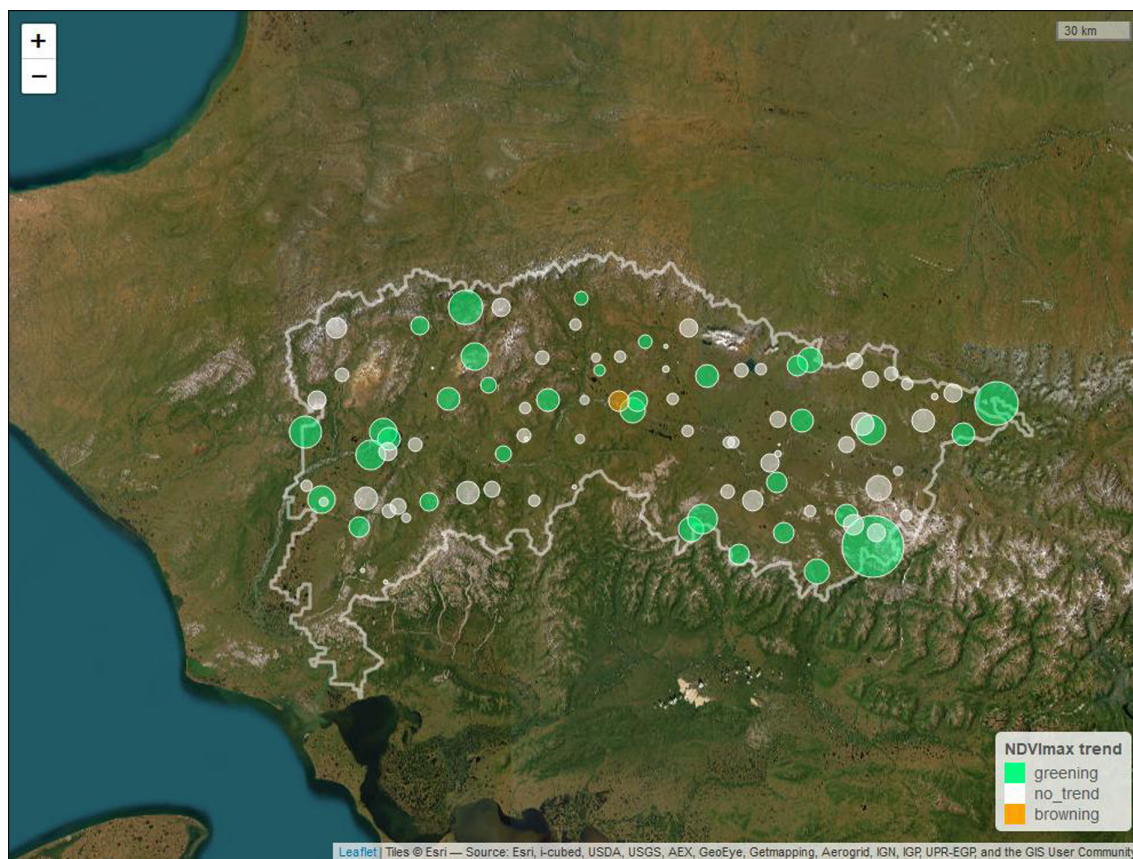 +
−
30 km
NDVImax trend
greening
no_trend
browning
Leaflet | Tiles © Esri — Source: Esri, i-cubed, USDA, USGS, AEX, GeoEye, Getmapping, Aerogrid, IGN, IGP, UPR-EGP, and the GIS User Community